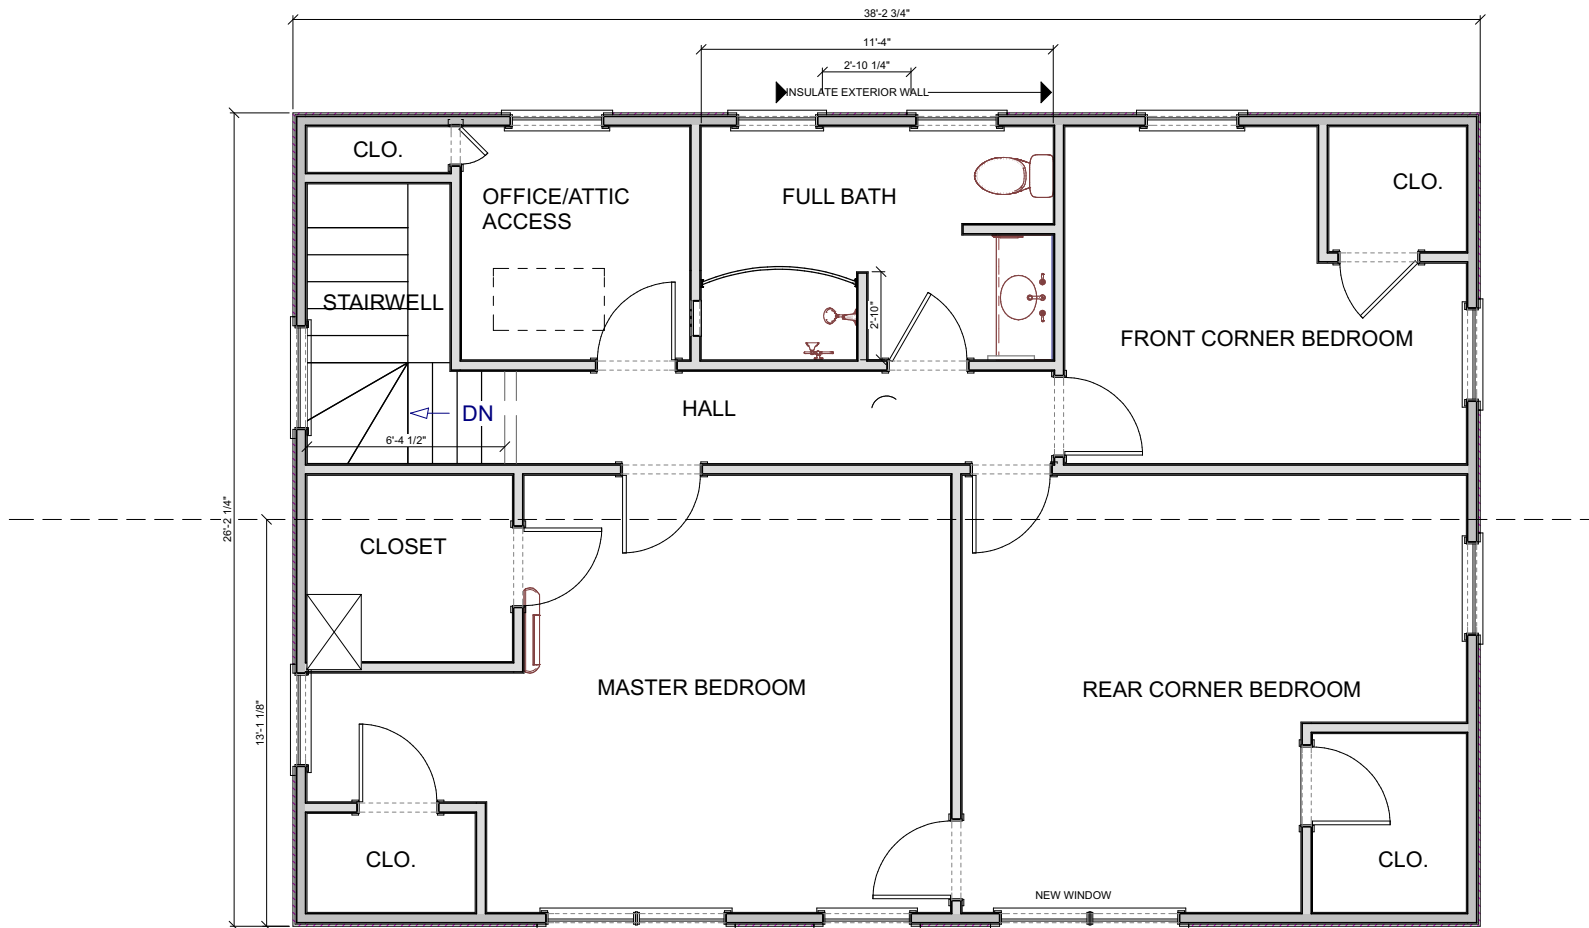 38'-2 3/4"
11'-4"
2'-10 1/4"
INSULATE EXTERIOR WALL
CLO.
OFFICE/ATTIC
ACCESS
FULL BATH
CLO.
STAIRWELL
2'-10"
FRONT CORNER BEDROOM
HALL
DN
6'-4 1/2"
26'-2 1/4"
CLOSET
13'-1 1/8"
MASTER BEDROOM
REAR CORNER BEDROOM
CLO.
CLO.
NEW WINDOW